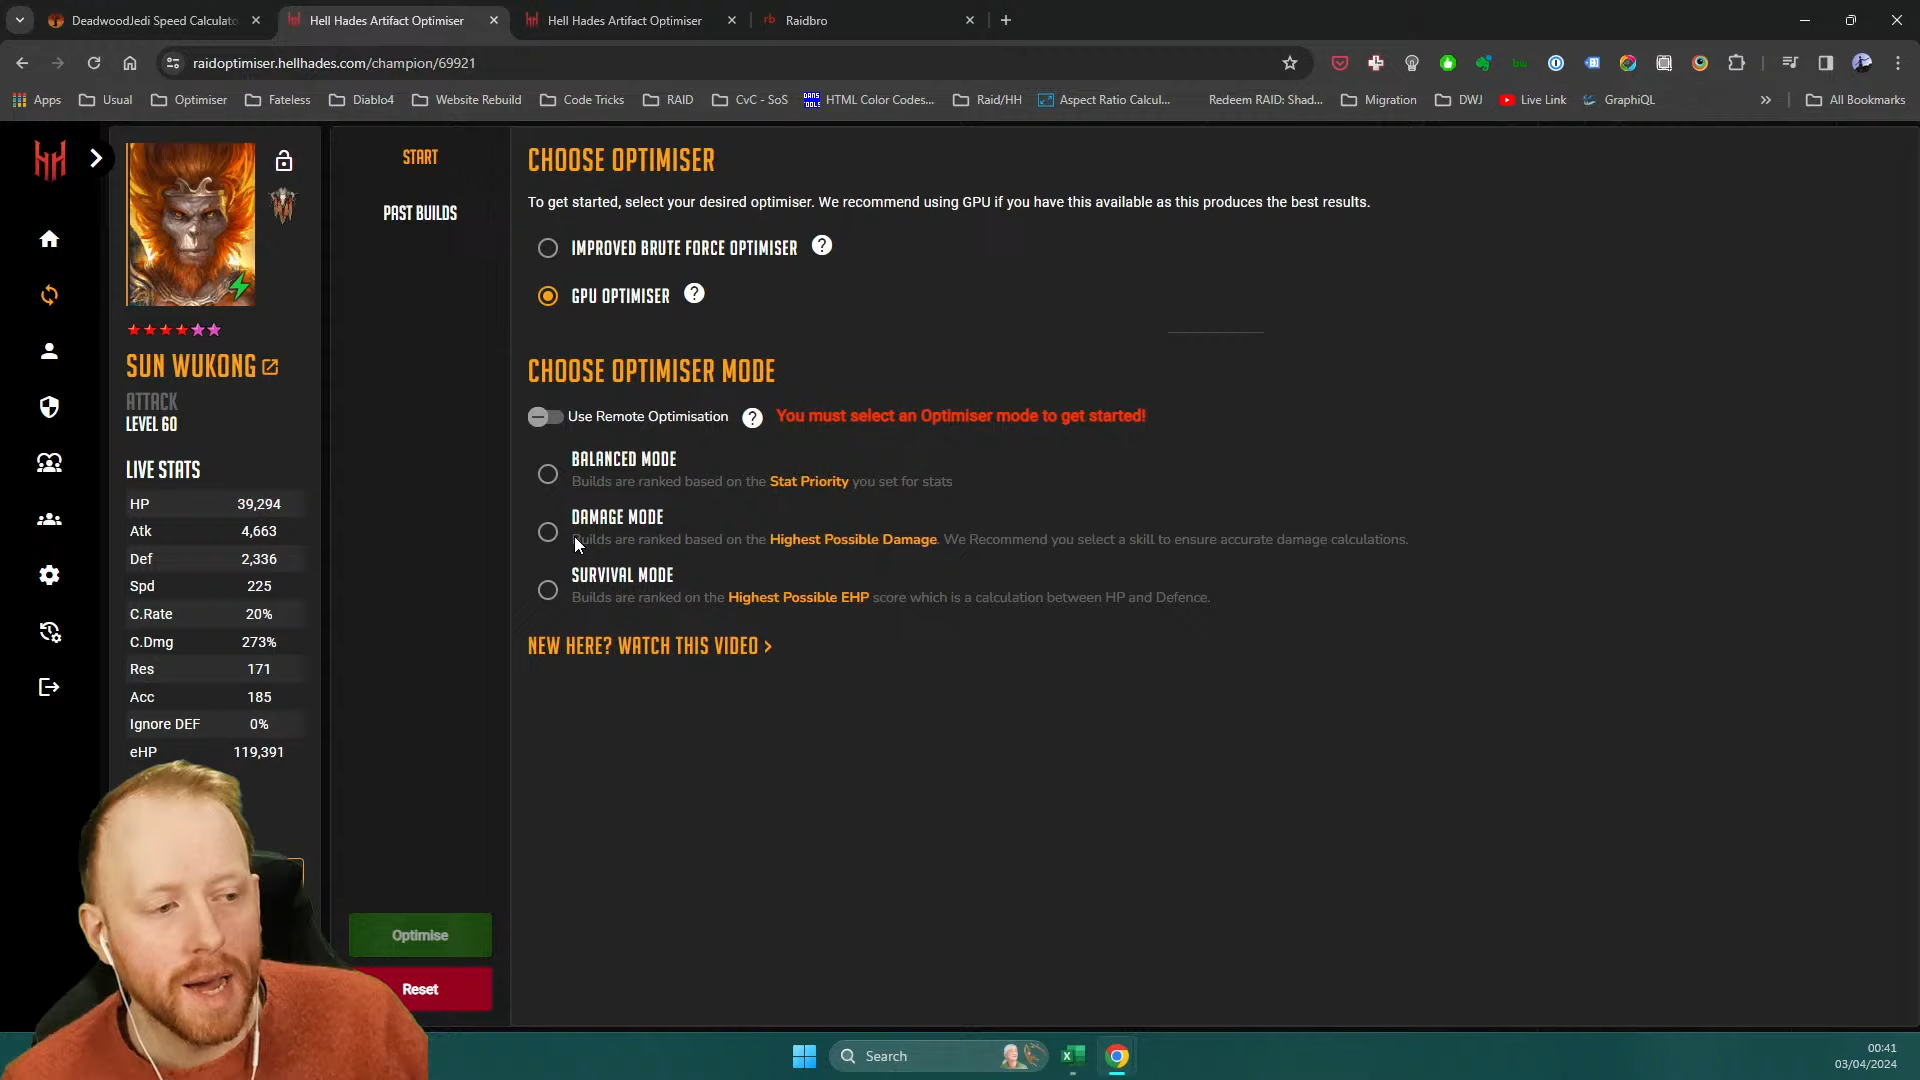 DeadwoodJedi Speed Calculato
Hell Hades Artifact Optimiser
Hell Hades Artifact Optimiser
rb Raidbro
raidoptimiser.hellhades.com/champion/69921
Apps
Usual
Optimiser
Fateless
Diablo4
Website Rebuild
Code Tricks
RAID
CvC - SoS
HTML Color Codes...
Raid/HH
Aspect Ratio Calcul...
Redeem RAID: Shad...
Migration
DWJ
Live Link
GraphiQL
»
All Bookmarks
SUN WUKONG
ATTACK
LEVEL 60
LIVE STATS
HP 39,294
Atk 4,663
Def 2,336
Spd 225
C.Rate 20%
C.Dmg 273%
Res 171
Acc 185
Ignore DEF 0%
eHP 119,391
START
PAST BUILDS
Optimise
Reset
CHOOSE OPTIMISER
To get started, select your desired optimiser. We recommend using GPU if you have this available as this produces the best results.
IMPROVED BRUTE FORCE OPTIMISER ?
GPU OPTIMISER ?
CHOOSE OPTIMISER MODE
Use Remote Optimisation ? You must select an Optimiser mode to get started!
BALANCED MODE
Builds are ranked based on the Stat Priority you set for stats
DAMAGE MODE
Builds are ranked based on the Highest Possible Damage. We Recommend you select a skill to ensure accurate damage calculations.
SURVIVAL MODE
Builds are ranked on the Highest Possible EHP score which is a calculation between HP and Defence.
NEW HERE? WATCH THIS VIDEO >
Search
00:41
03/04/2024